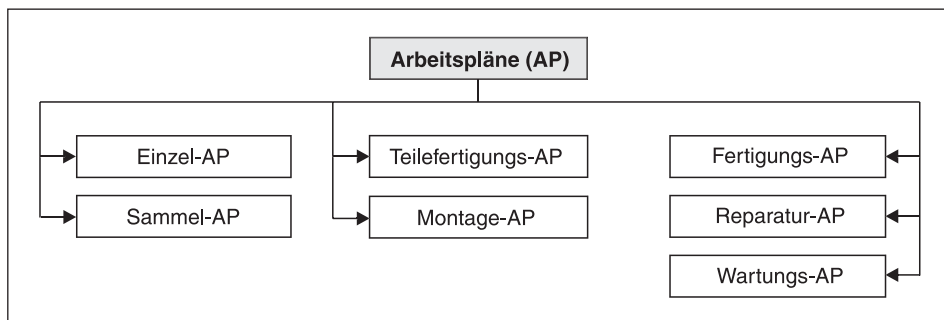 Arbeitspläne (AP)
Einzel-AP
Sammel-AP
Teilefertigungs-AP
Montage-AP
Fertigungs-AP
Reparatur-AP
Wartungs-AP